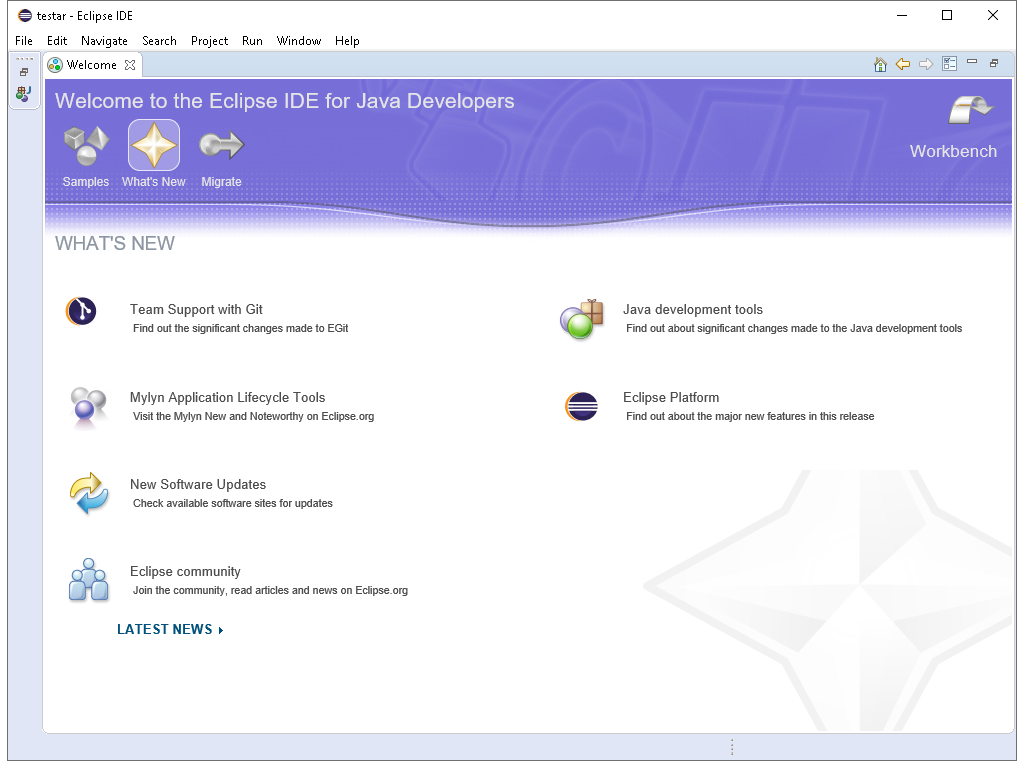 testar - Eclipse IDE
File Edit Navigate Search Project Run Window Help
Welcome
Welcome to the Eclipse IDE for Java Developers
Workbench
Samples What's New Migrate
WHAT'S NEW
Team Support with Git
Find out the significant changes made to EGit
Java development tools
Find out about significant changes made to the Java development tools
Mylyn Application Lifecycle Tools
Visit the Mylyn New and Noteworthy on Eclipse.org
Eclipse Platform
Find out about the major new features in this release
New Software Updates
Check available software sites for updates
Eclipse community
Join the community, read articles and news on Eclipse.org
LATEST NEWS